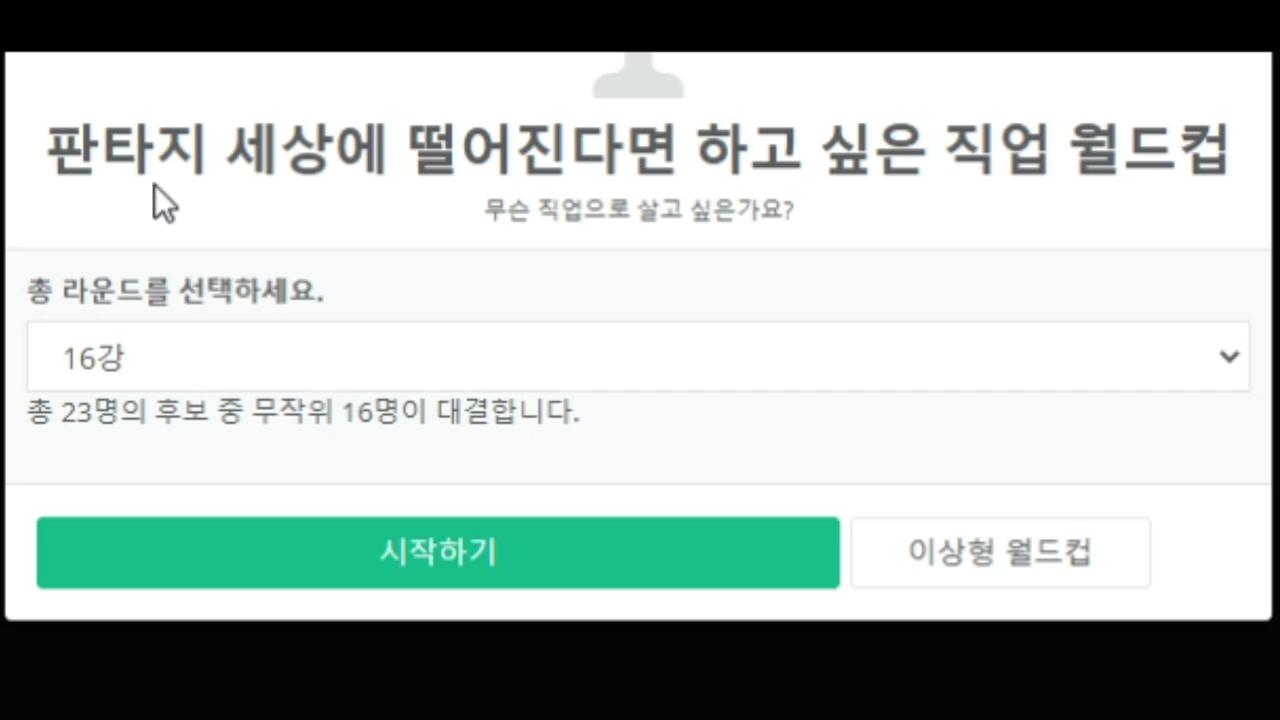 판타지 세상에 떨어진다면 하고 싶은 직업 월드컵
무슨 직업으로 살고 싶은가요?
총 라운드를 선택하세요.
16강
총 23명의 후보 중 무작위 16명이 대결합니다.
시작하기
이상형 월드컵